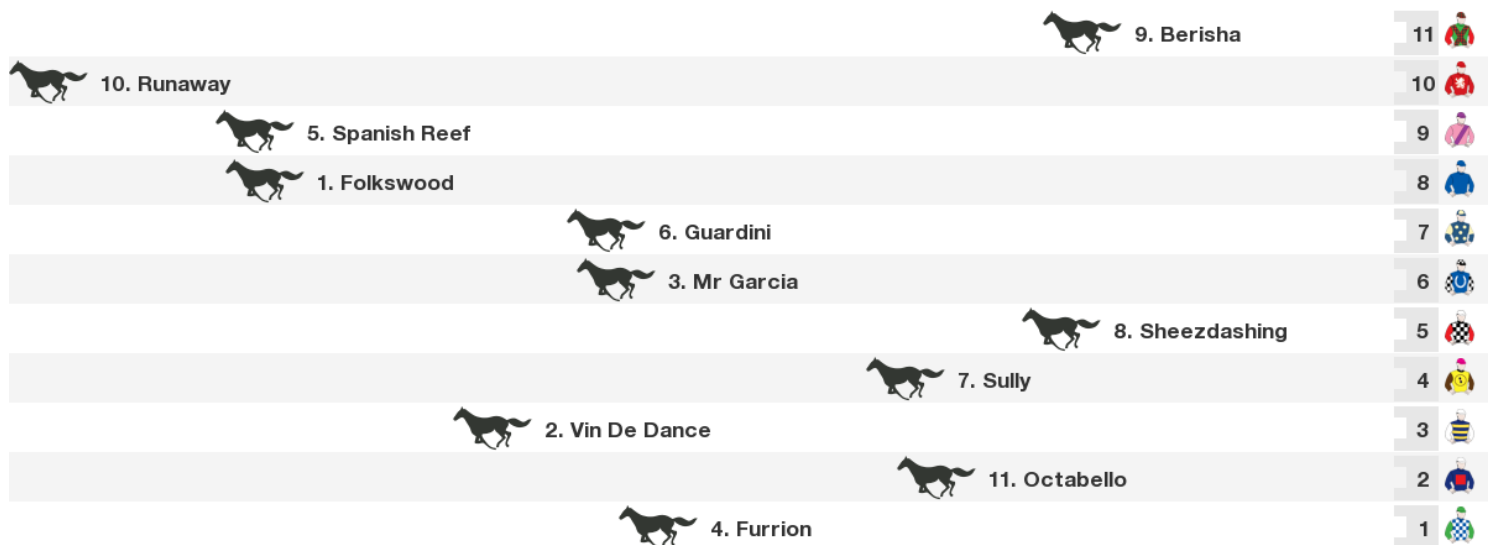 9. Berisha 11
10. Runaway 10
5. Spanish Reef 9
1. Folkswood 8
6. Guardini 7
3. Mr Garcia 6
8. Sheezdashing 5
7. Sully 4
2. Vin De Dance 3
11. Octabello 2
4. Furrion 1